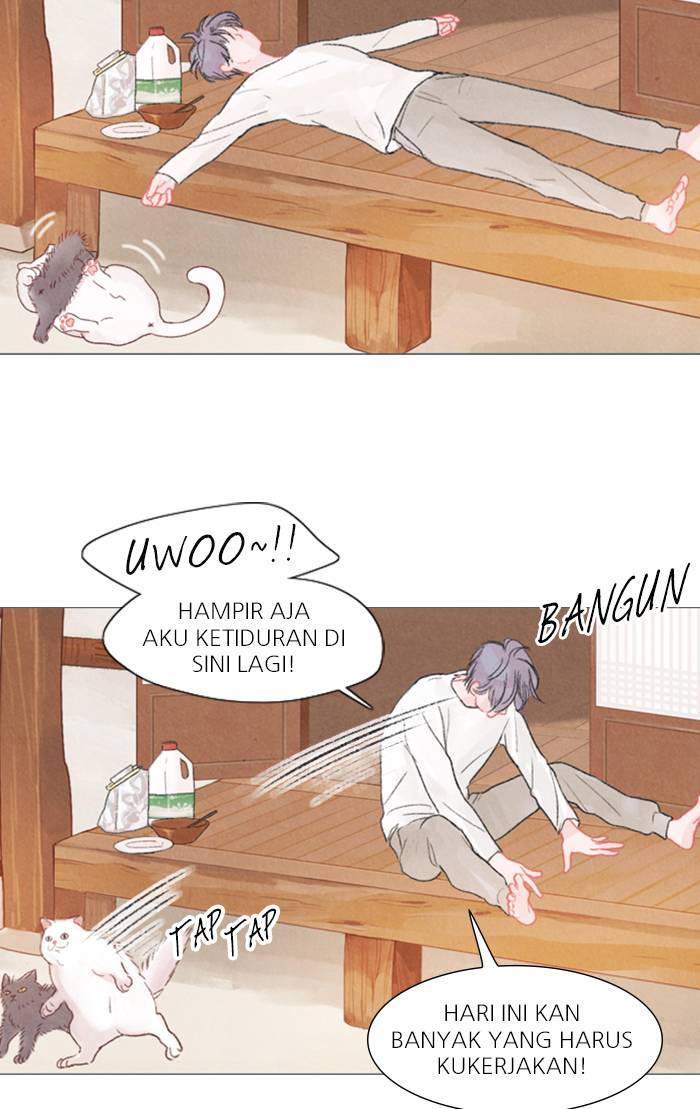 UWOO~!!
HAMPIR AJA
AKU KETIDURAN DI
SINI LAGI!
BANGUN
TAP TAP
HARI INI KAN
BANYAK YANG HARUS
KUKERJAKAN!